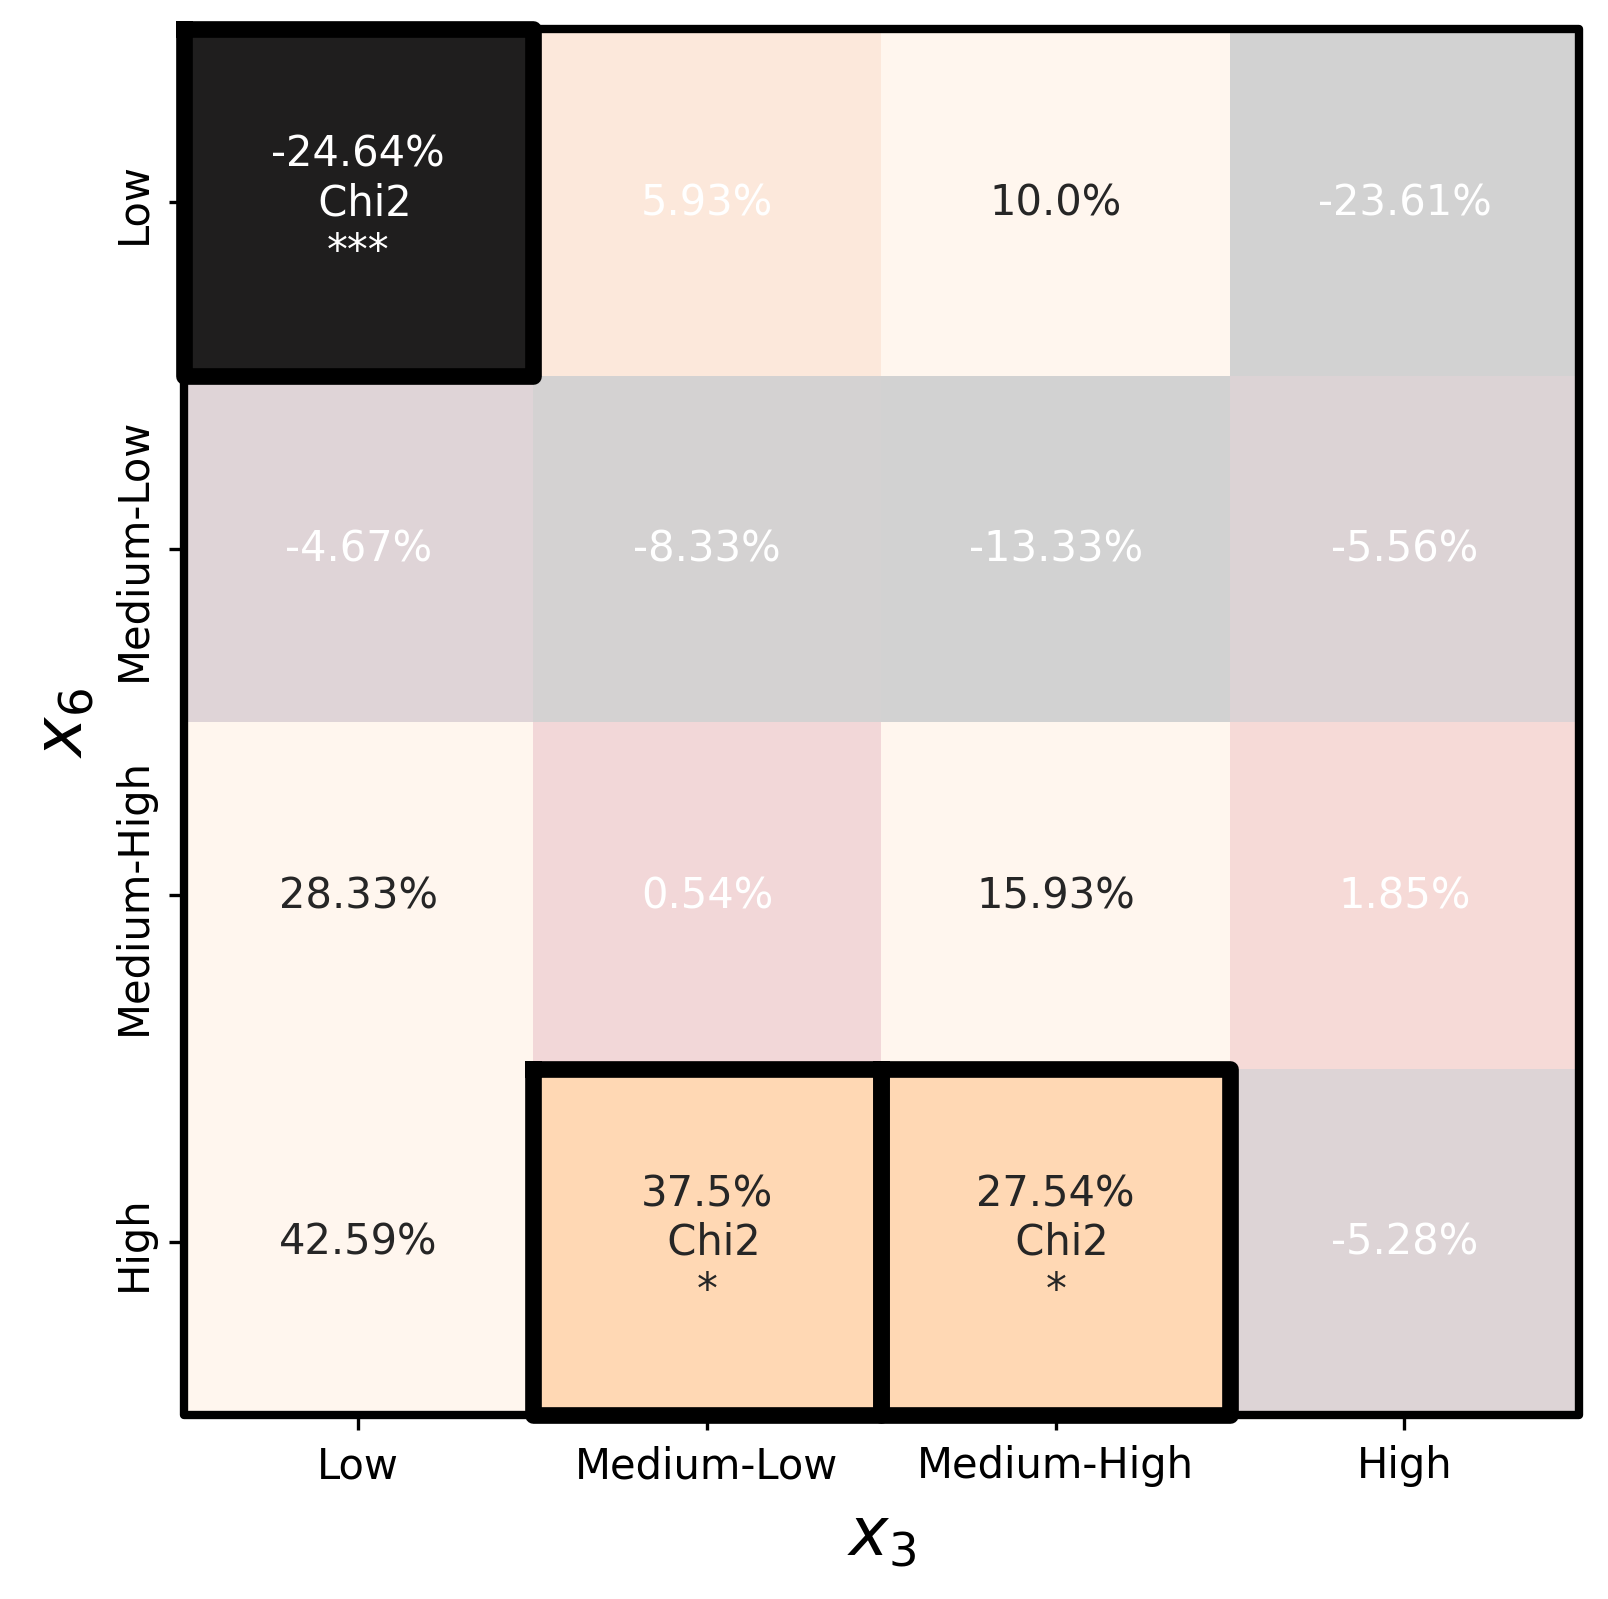 Low
-24.64%
Chi2
***
5.93%
10.0%
-23.61%
Medium-Low
-4.67%
-8.33%
-13.33%
-5.56%
x₆
Medium-High
28.33%
0.54%
15.93%
1.85%
High
42.59%
37.5%
Chi2
*
27.54%
Chi2
*
-5.28%
Low Medium-Low Medium-High High
x₃